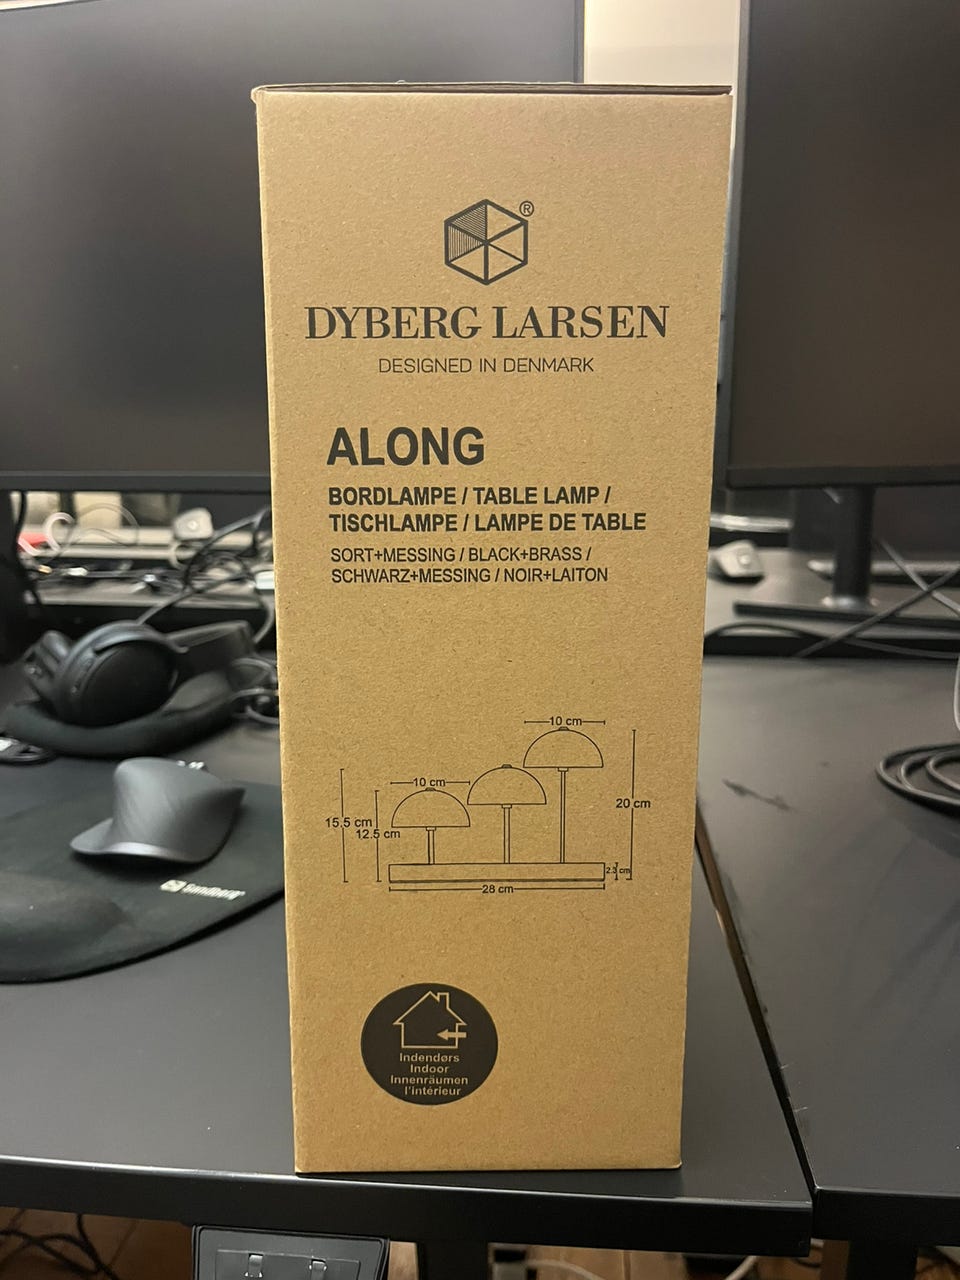 ®
DYBERG LARSEN
DESIGNED IN DENMARK
ALONG
BORDLAMPE / TABLE LAMP /
TISCHLAMPE / LAMPE DE TABLE
SORT+MESSING / BLACK+BRASS /
SCHWARZ+MESSING / NOIR+LAITON
10 cm
10 cm
20 cm
15.5 cm
12.5 cm
2.3 cm
28 cm
Indendørs
Indoor
Innenräumen
l'intérieur
Sandberg